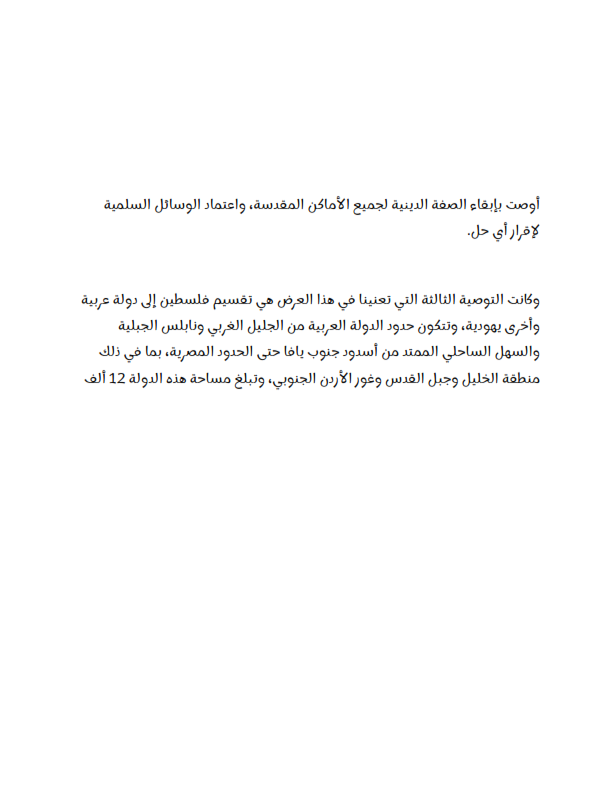 أوصت بإبقاء الصفة الدينية لجميع الأماكن المقدسة، واعتماد الوسائل السلمية
لإقرار أي حل.
وكانت التوصية الثالثة التي تعنينا في هذا العرض هي تقسيم فلسطين إلى دولة عربية
وأخرى يهودية، وتتكون حدود الدولة العربية من الجليل الغربي ونابلس الجبلية
والسهل الساحلي الممتد من أسدود جنوب يافا حتى الحدود المصرية، بما في ذلك
منطقة الخليل وجبل القدس وغور الأردن الجنوبي، وتبلغ مساحة هذه الدولة 12 ألف